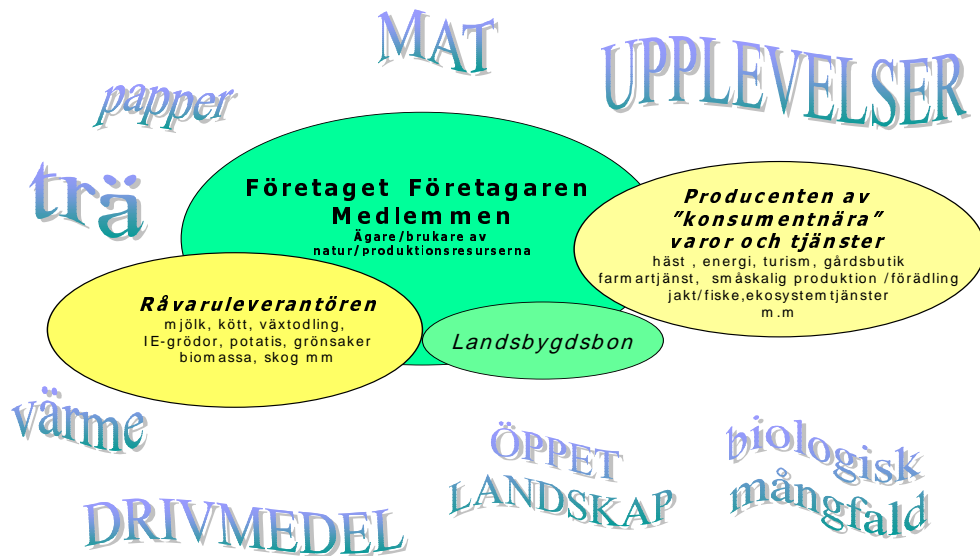 MAT
UPPLEVELSER
papper
trä
Företaget Företagaren
Medlemmen
Ägare/brukare av
natur/produktionsresurserna
Producenten av
”konsumentnära”
varor och tjänster
häst , energi, turism, gårdsbutik
farmartjänst, småskalig produktion /förädling
jakt/fiske,ekosystemtjänster
m.m
Råvaruleverantören
mjölk, kött, växtodling,
IE-grödor, potatis, grönsaker
biomassa, skog mm
Landsbygdsbon
värme
ÖPPET
LANDSKAP
biologisk
mångfald
DRIVMEDEL